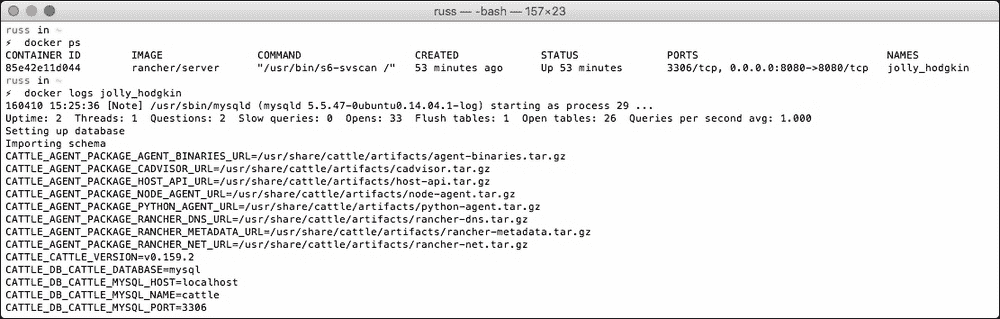 russ — -bash — 157×23
russ in ~
⚡ docker ps
CONTAINER ID IMAGE COMMAND CREATED STATUS PORTS NAMES
85e42e11d044 rancher/server "/usr/bin/s6-svscan /" 53 minutes ago Up 53 minutes 3306/tcp, 0.0.0.0:8080->8080/tcp jolly_hodgkin
russ in ~
⚡ docker logs jolly_hodgkin
160410 15:25:36 [Note] /usr/sbin/mysqld (mysqld 5.5.47-0ubuntu0.14.04.1-log) starting as process 29 ...
Uptime: 2 Threads: 1 Questions: 2 Slow queries: 0 Opens: 33 Flush tables: 1 Open tables: 26 Queries per second avg: 1.000
Setting up database
Importing schema
CATTLE_AGENT_PACKAGE_AGENT_BINARIES_URL=/usr/share/cattle/artifacts/agent-binaries.tar.gz
CATTLE_AGENT_PACKAGE_CADVISOR_URL=/usr/share/cattle/artifacts/cadvisor.tar.gz
CATTLE_AGENT_PACKAGE_HOST_API_URL=/usr/share/cattle/artifacts/host-api.tar.gz
CATTLE_AGENT_PACKAGE_NODE_AGENT_URL=/usr/share/cattle/artifacts/node-agent.tar.gz
CATTLE_AGENT_PACKAGE_PYTHON_AGENT_URL=/usr/share/cattle/artifacts/python-agent.tar.gz
CATTLE_AGENT_PACKAGE_RANCHER_DNS_URL=/usr/share/cattle/artifacts/rancher-dns.tar.gz
CATTLE_AGENT_PACKAGE_RANCHER_METADATA_URL=/usr/share/cattle/artifacts/rancher-metadata.tar.gz
CATTLE_AGENT_PACKAGE_RANCHER_NET_URL=/usr/share/cattle/artifacts/rancher-net.tar.gz
CATTLE_CATTLE_VERSION=v0.159.2
CATTLE_DB_CATTLE_DATABASE=mysql
CATTLE_DB_CATTLE_MYSQL_HOST=localhost
CATTLE_DB_CATTLE_MYSQL_NAME=cattle
CATTLE_DB_CATTLE_MYSQL_PORT=3306